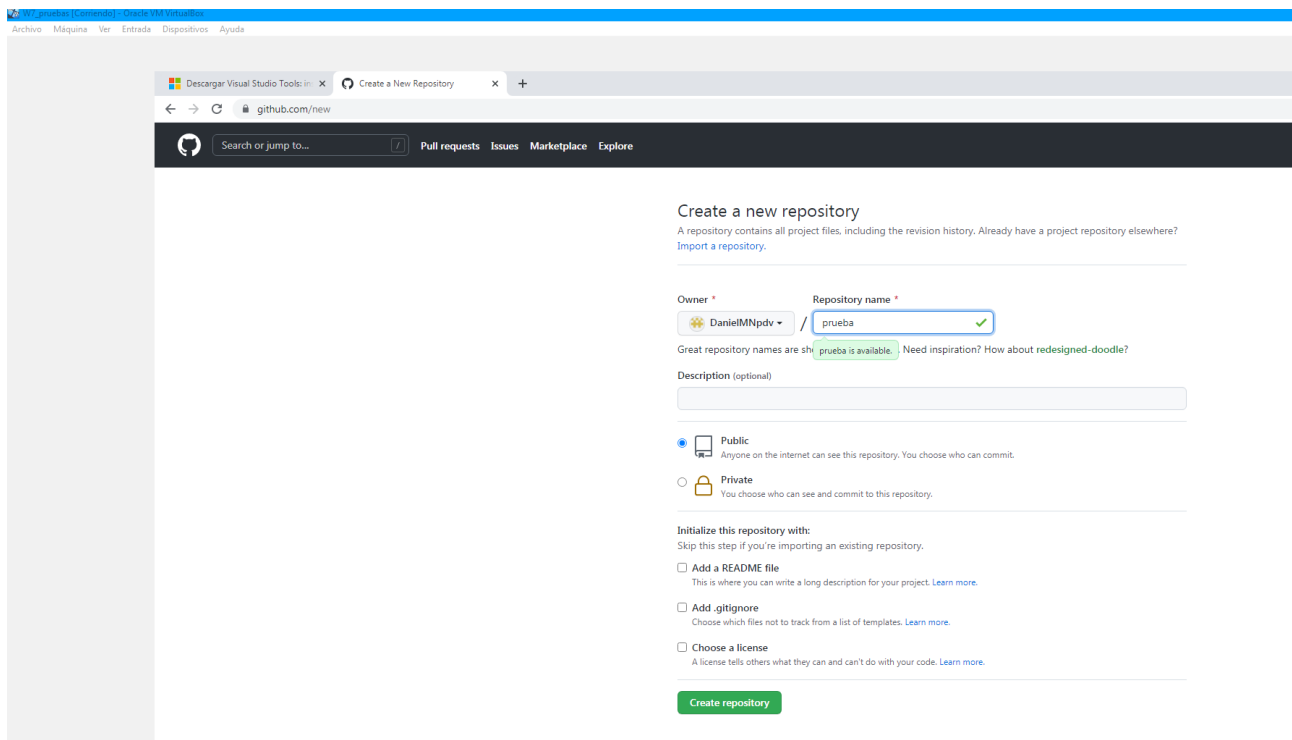 W7_pruebas [Corriendo] - Oracle VM VirtualBox
Archivo Máquina Ver Entrada Dispositivos Ayuda
Descargar Visual Studio Tools: in
Create a New Repository
github.com/new
Search or jump to... / Pull requests Issues Marketplace Explore
Create a new repository
A repository contains all project files, including the revision history. Already have a project repository elsewhere?
Import a repository.
Owner * Repository name *
DanielMNpdv / prueba
Great repository names are sh Need inspiration? How about redesigned-doodle?
prueba is available.
Description (optional)
Public
Anyone on the internet can see this repository. You choose who can commit.
Private
You choose who can see and commit to this repository.
Initialize this repository with:
Skip this step if you're importing an existing repository.
Add a README file
This is where you can write a long description for your project. Learn more.
Add .gitignore
Choose which files not to track from a list of templates. Learn more.
Choose a license
A license tells others what they can and can't do with your code. Learn more.
Create repository